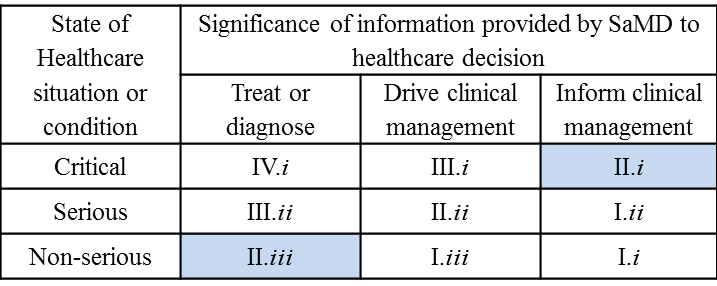 State of
Healthcare
situation or
condition
Significance of information provided by SaMD to
healthcare decision
Treat or
diagnose
Drive clinical
management
Inform clinical
management
Critical
IV.i
III.i
II.i
Serious
III.ii
II.ii
I.ii
Non-serious
II.iii
I.iii
I.i